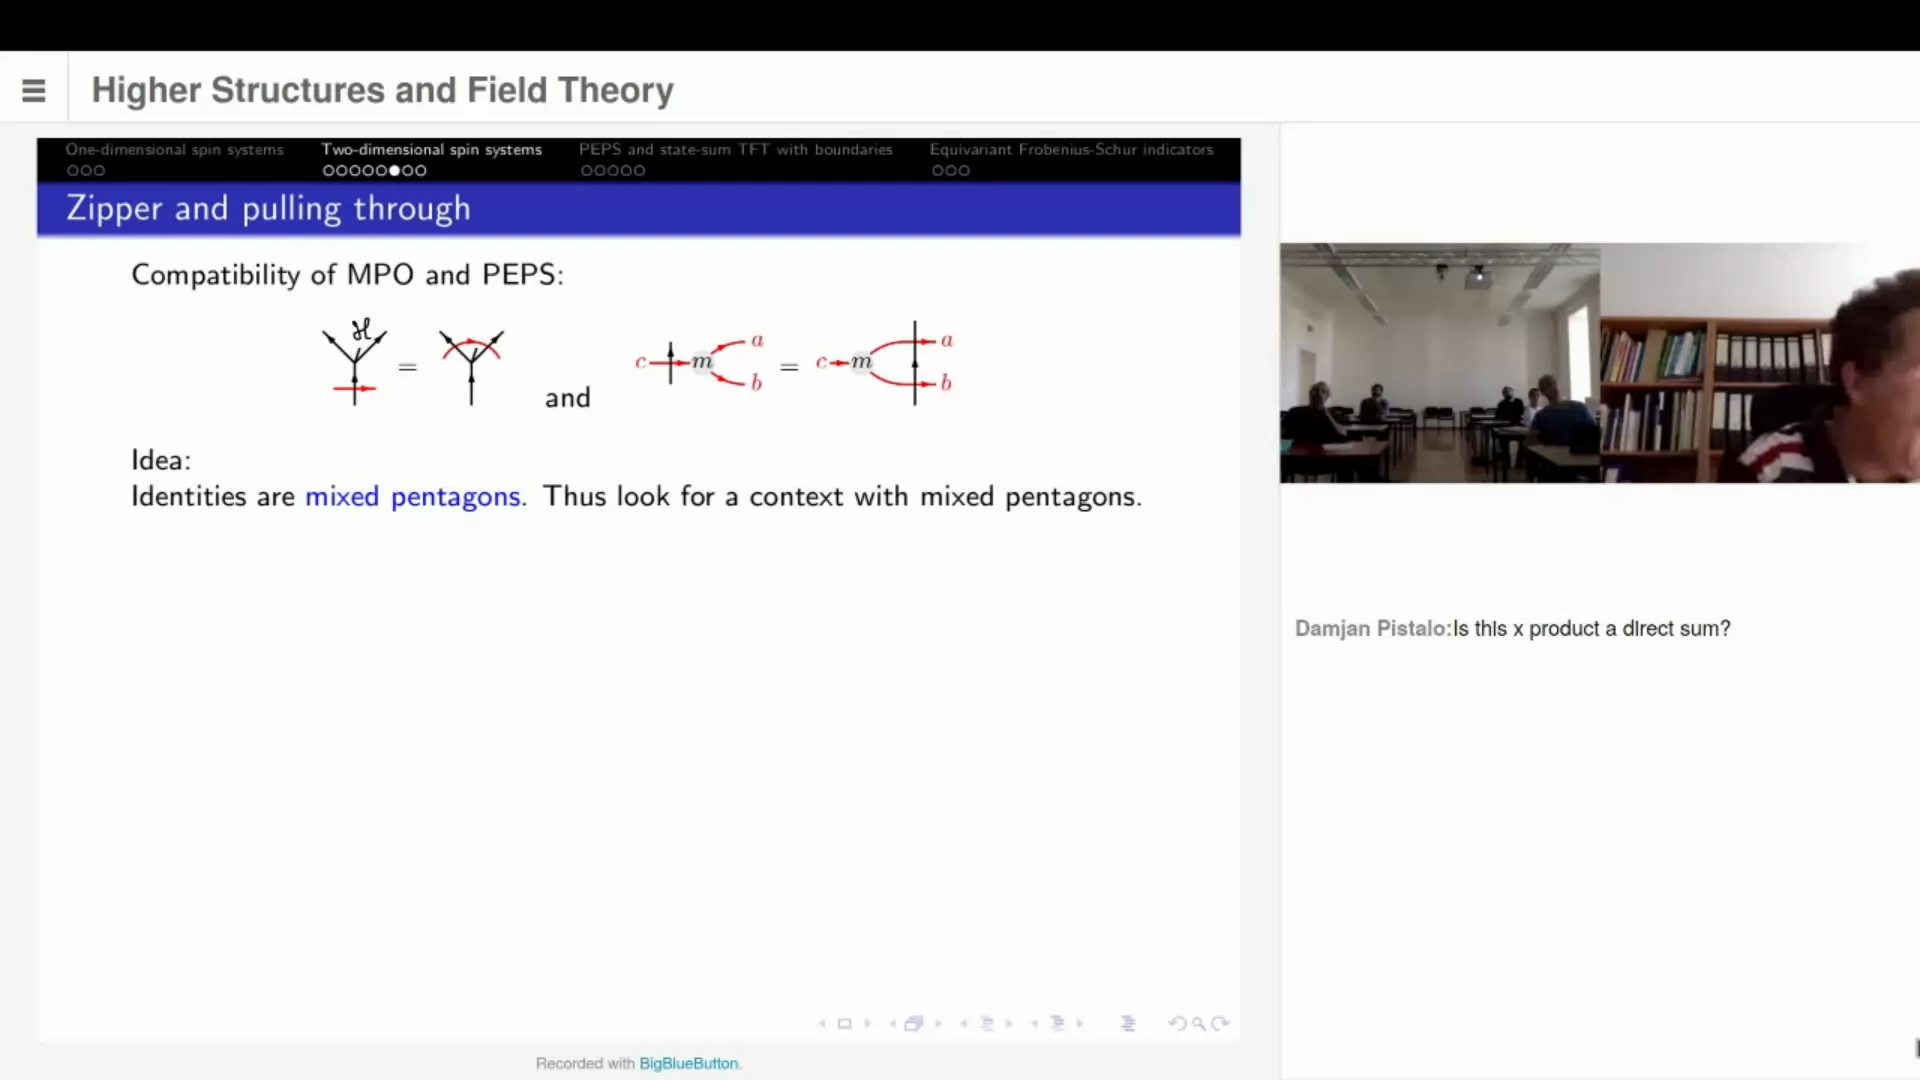 Higher Structures and Field Theory
One-dimensional spin systems Two-dimensional spin systems PEPS and state-sum TFT with boundaries Equivariant Frobenius-Schur indicators
Zipper and pulling through
Compatibility of MPO and PEPS:
ℋ = and c m a b = c m a b
Idea:
Identities are mixed pentagons. Thus look for a context with mixed pentagons.
Damjan Pistalo:Is this x product a direct sum?
Recorded with BigBlueButton.